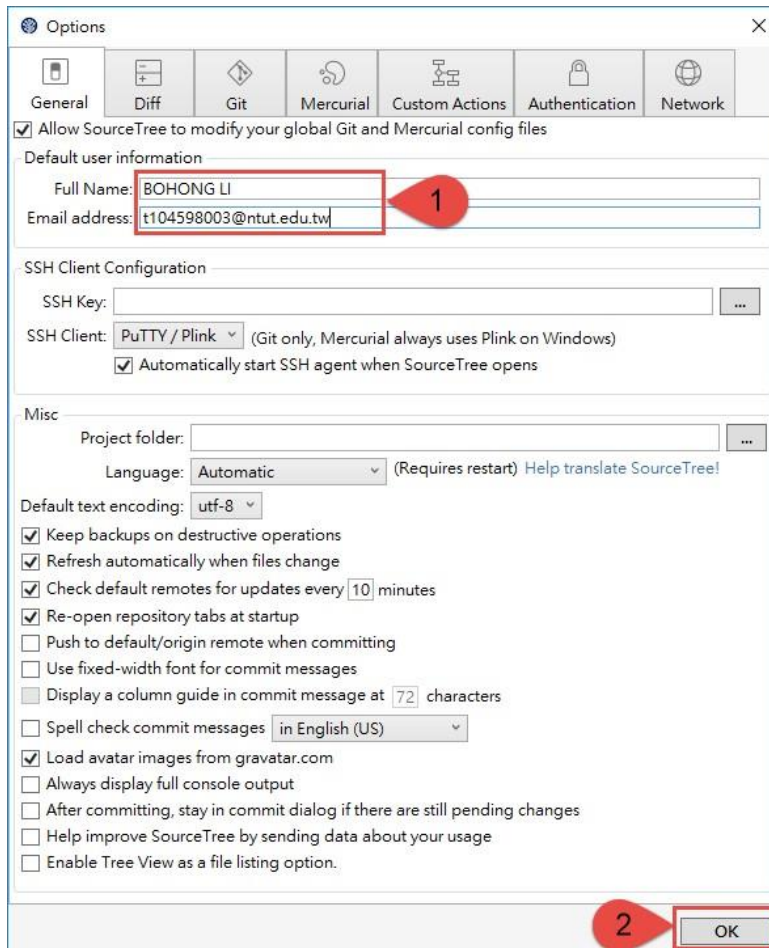 Options
General Diff Git Mercurial Custom Actions Authentication Network
Allow SourceTree to modify your global Git and Mercurial config files
Default user information
Full Name: BOHONG LI
Email address: t104598003@ntut.edu.tw
1
SSH Client Configuration
SSH Key: ...
SSH Client: PuTTY / Plink (Git only, Mercurial always uses Plink on Windows)
Automatically start SSH agent when SourceTree opens
Misc
Project folder: ...
Language: Automatic (Requires restart) Help translate SourceTree!
Default text encoding: utf-8
Keep backups on destructive operations
Refresh automatically when files change
Check default remotes for updates every 10 minutes
Re-open repository tabs at startup
Push to default/origin remote when committing
Use fixed-width font for commit messages
Display a column guide in commit message at 72 characters
Spell check commit messages in English (US)
Load avatar images from gravatar.com
Always display full console output
After committing, stay in commit dialog if there are still pending changes
Help improve SourceTree by sending data about your usage
Enable Tree View as a file listing option.
2 OK